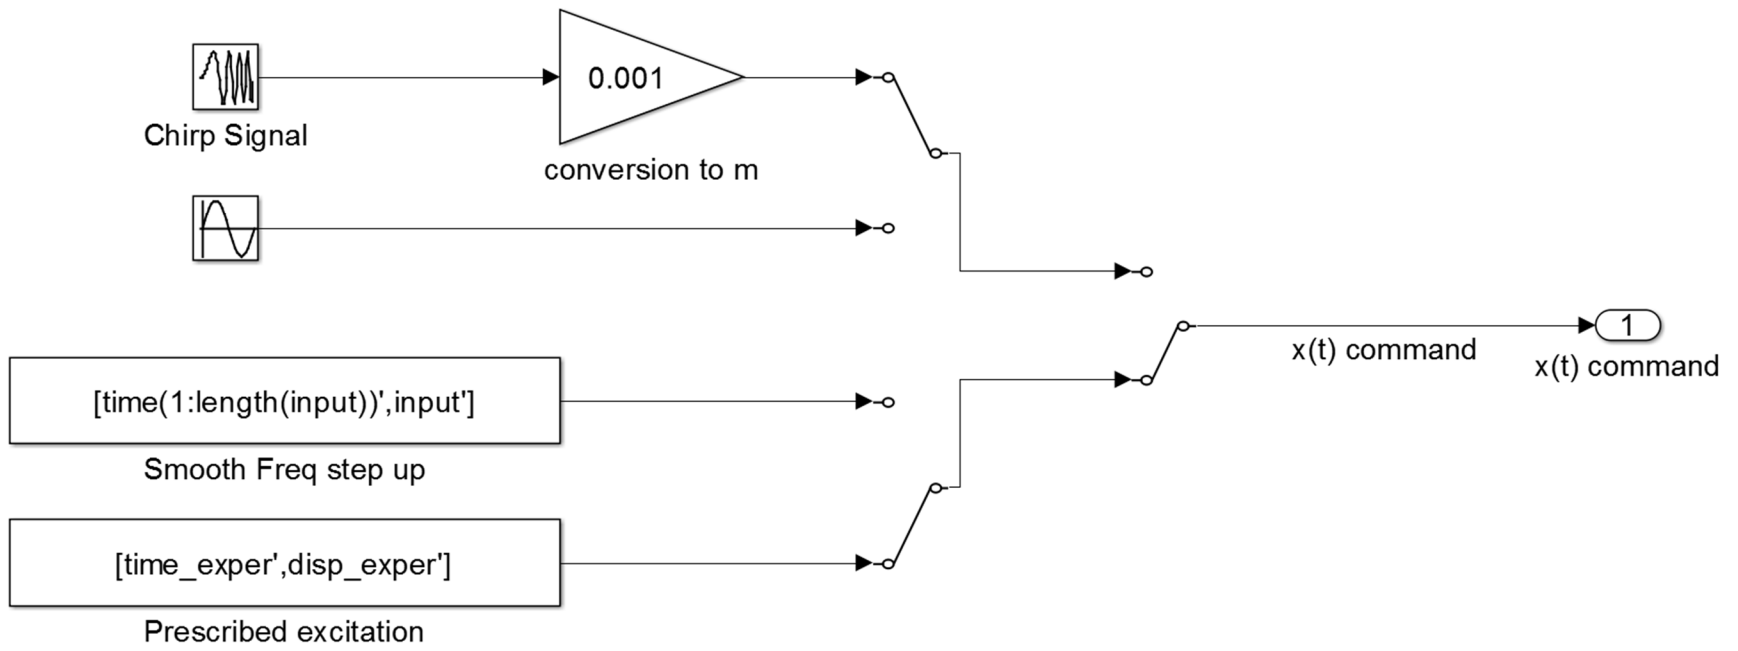 0.001
Chirp Signal
conversion to m
[time(1:length(input))',input']
Smooth Freq step up
[time_exper',disp_exper']
Prescribed excitation
x(t) command
1
x(t) command